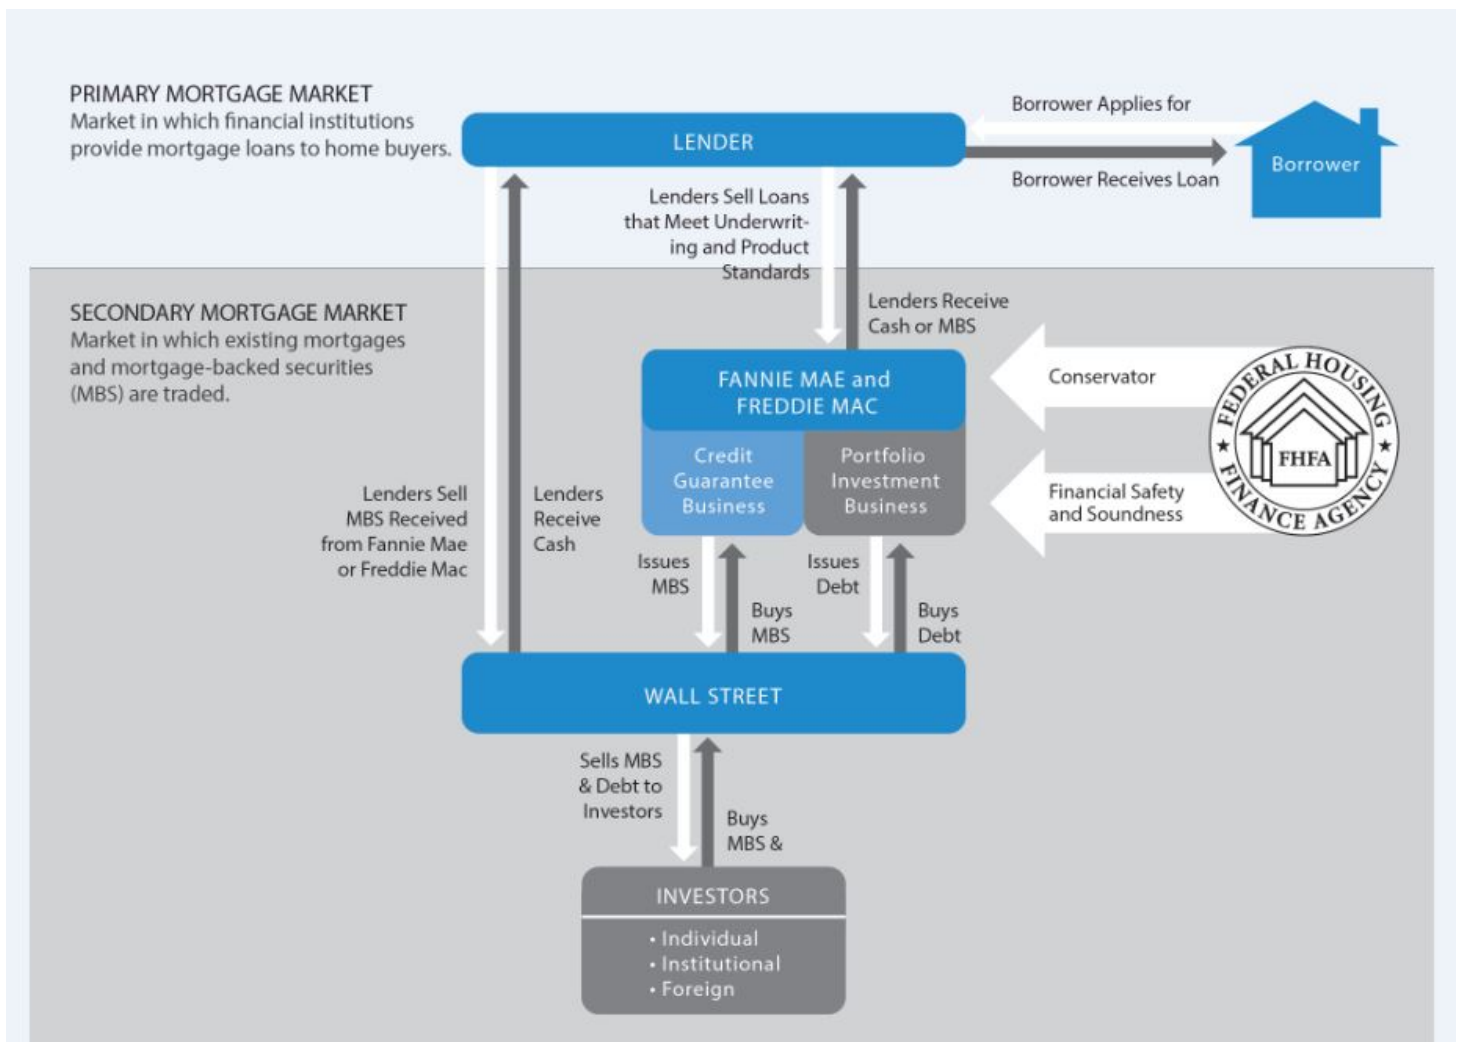 PRIMARY MORTGAGE MARKET
Market in which financial institutions
provide mortgage loans to home buyers.
LENDER
Borrower Applies for
Borrower
Borrower Receives Loan
Lenders Sell Loans
that Meet Underwrit-
ing and Product
Standards
SECONDARY MORTGAGE MARKET
Market in which existing mortgages
and mortgage-backed securities
(MBS) are traded.
Lenders Receive
Cash or MBS
FANNIE MAE and
FREDDIE MAC
Credit
Guarantee
Business
Portfolio
Investment
Business
Conservator
Financial Safety
and Soundness
FEDERAL HOUSING
FINANCE AGENCY
FHFA
Lenders Sell
MBS Received
from Fannie Mae
or Freddie Mac
Lenders
Receive
Cash
Issues
MBS
Buys
MBS
Issues
Debt
Buys
Debt
WALL STREET
Sells MBS
& Debt to
Investors
Buys
MBS &
INVESTORS
• Individual
• Institutional
• Foreign